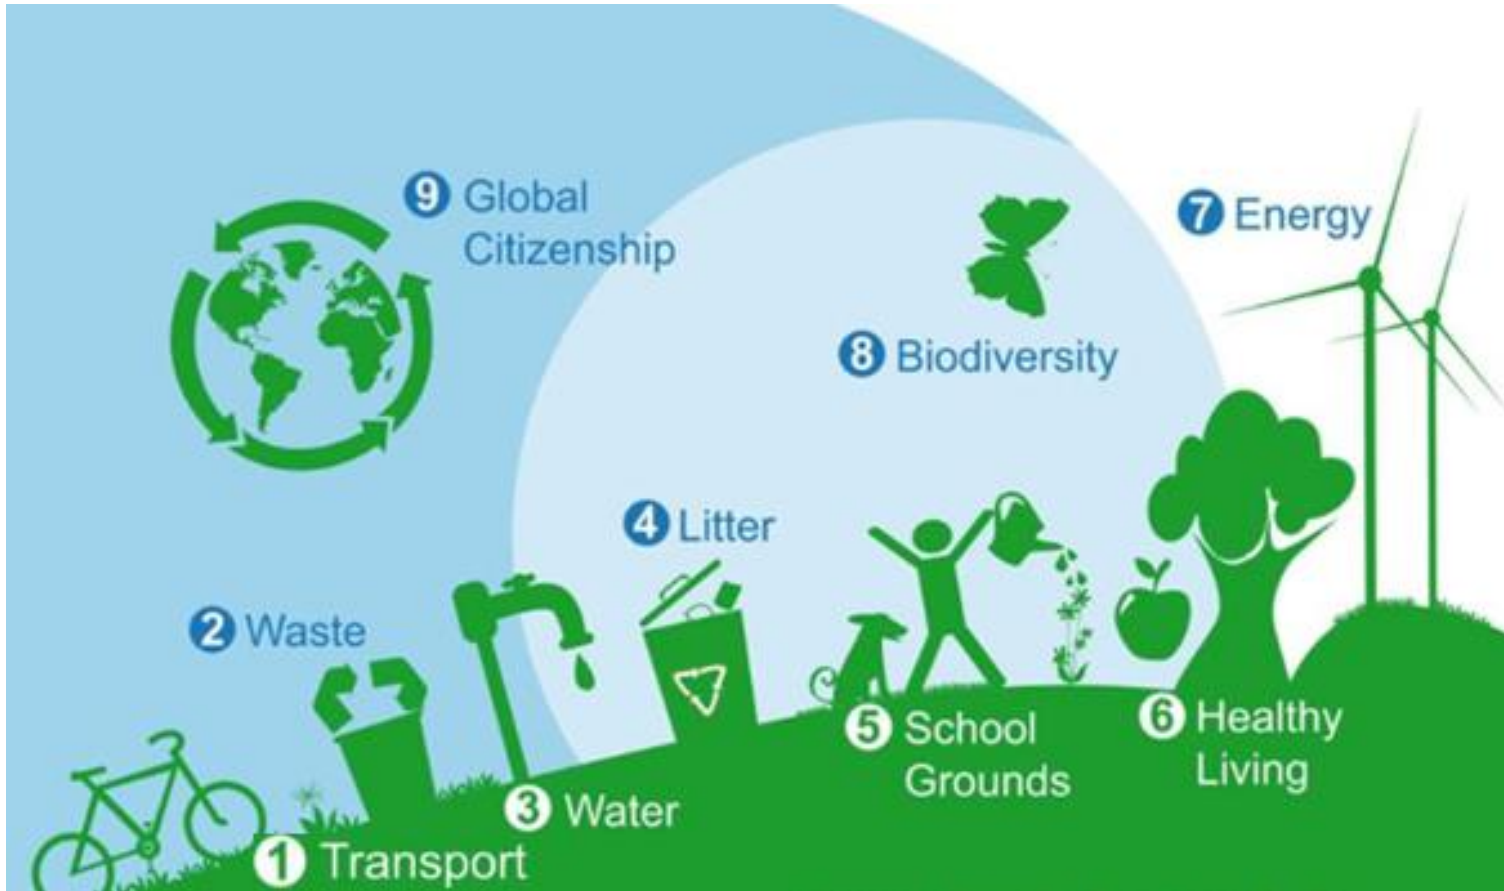 9 Global
Citizenship
7 Energy
8 Biodiversity
4 Litter
2 Waste
5 School
Grounds
6 Healthy
Living
3 Water
1 Transport